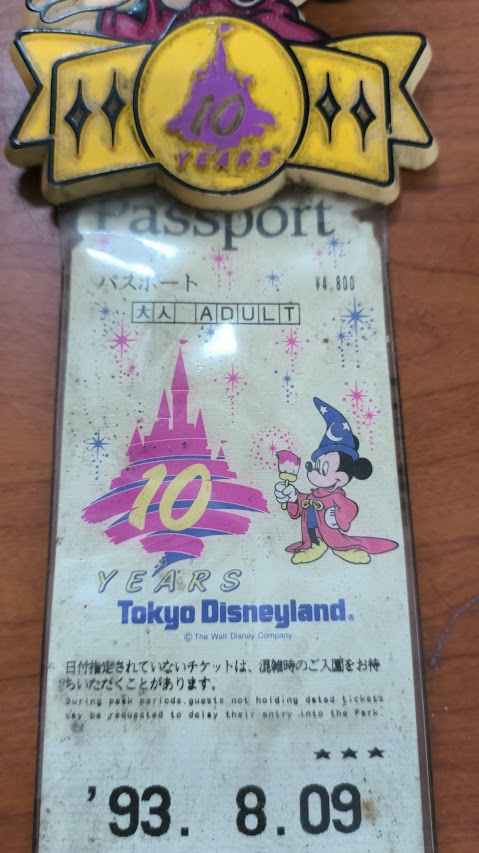 10
YEARS
Passport
パスポート ¥4,800
大人 ADULT
10
YEARS
Tokyo Disneyland®
© The Walt Disney Company
日付指定されていないチケットは、混雑時のご入園をお待
ちいただくことがあります。
During peak periods,guests not holding dated tickets
may be requested to delay their entry into the Park.
★★★
'93. 8.09